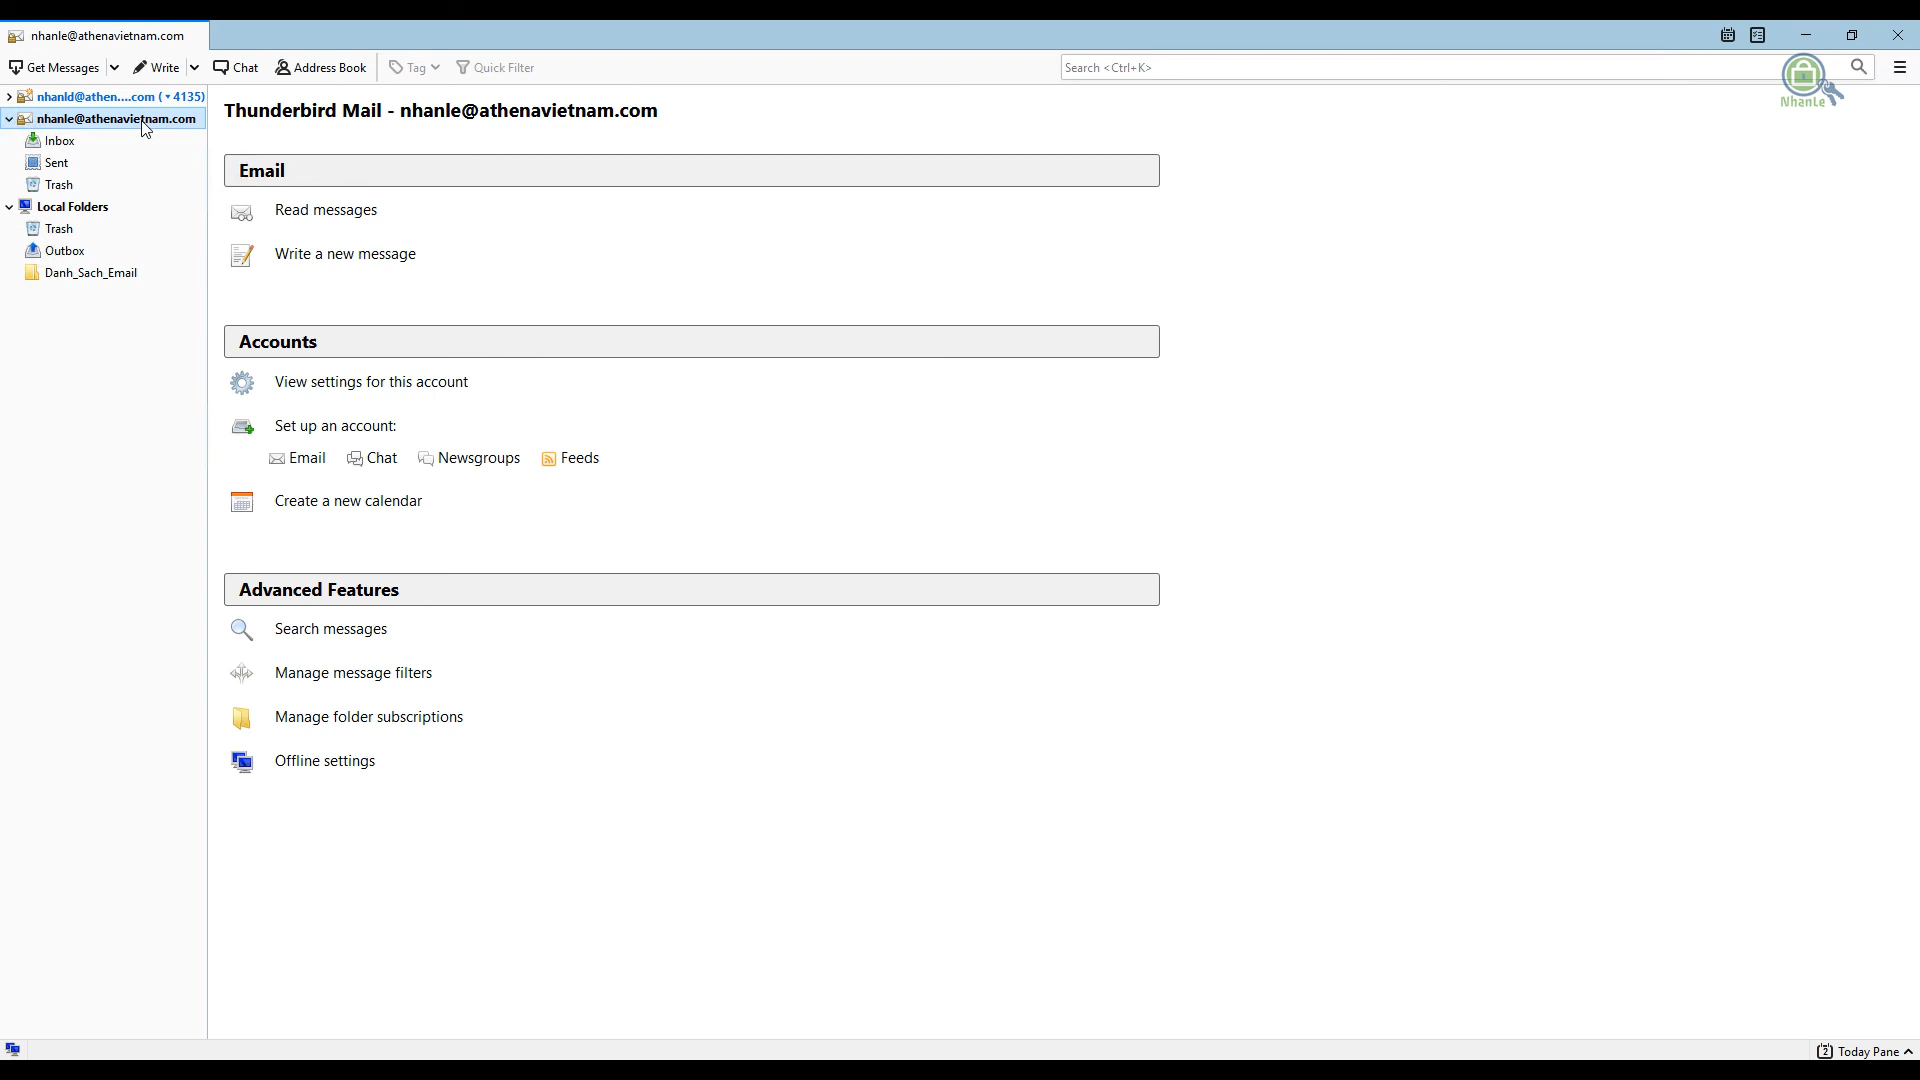 nhanle@athenavietnam.com
Get Messages Write Chat Address Book Tag Quick Filter Search <Ctrl+K>
NhanLe
nhanld@athen....com (• 4135)
nhanle@athenavietnam.com
Inbox
Sent
Trash
Local Folders
Trash
Outbox
Danh_Sach_Email
Thunderbird Mail - nhanle@athenavietnam.com
Email
Read messages
Write a new message
Accounts
View settings for this account
Set up an account:
Email Chat Newsgroups Feeds
Create a new calendar
Advanced Features
Search messages
Manage message filters
Manage folder subscriptions
Offline settings
2 Today Pane